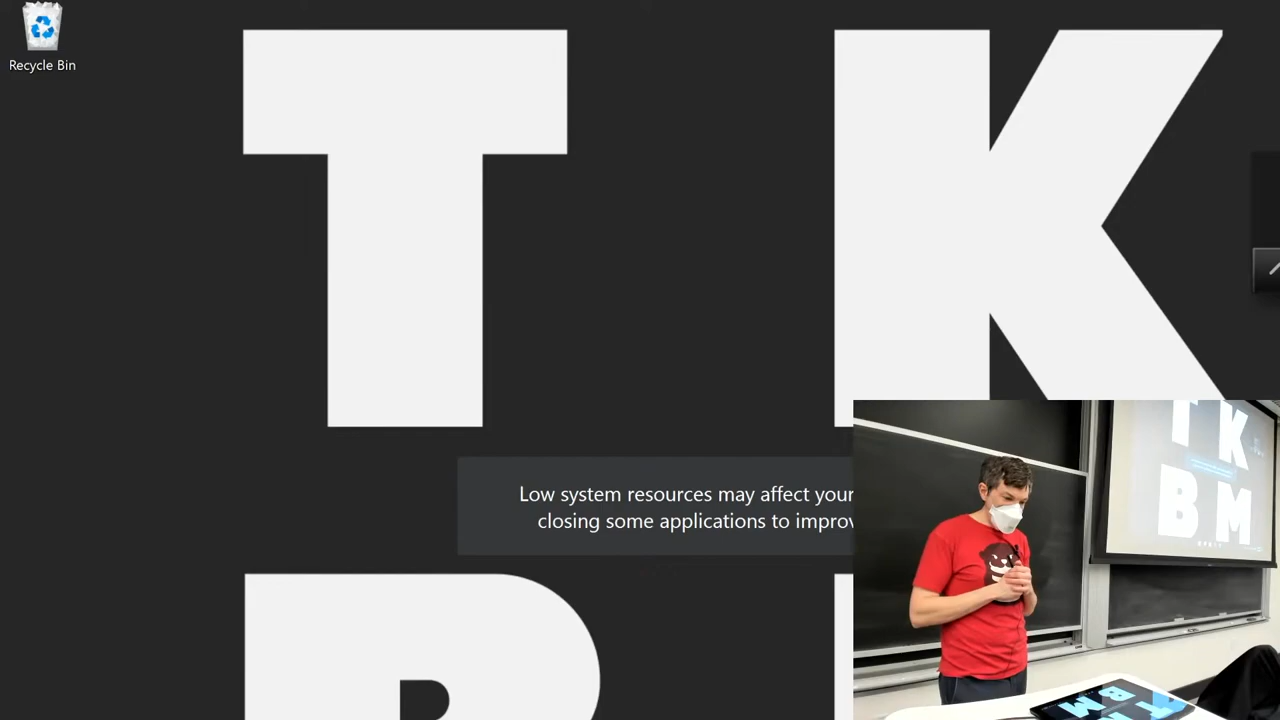 Recycle Bin
T K
Low system resources may affect your
closing some applications to improv
B
T K
B M
B M